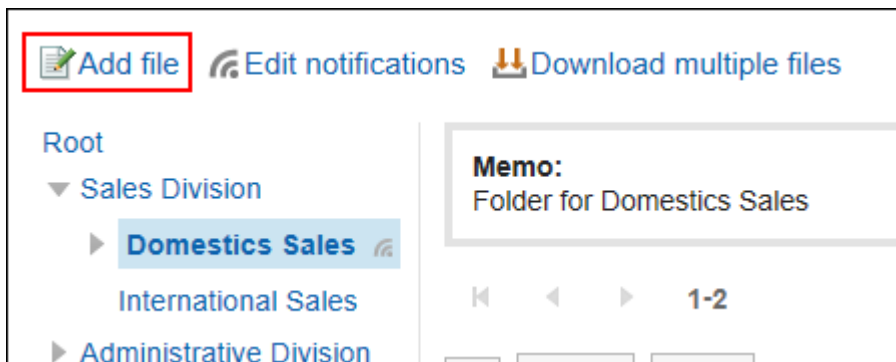 Add file Edit notifications Download multiple files
Root
Sales Division
Domestics Sales
International Sales
Administrative Division
Memo:
Folder for Domestics Sales
1-2